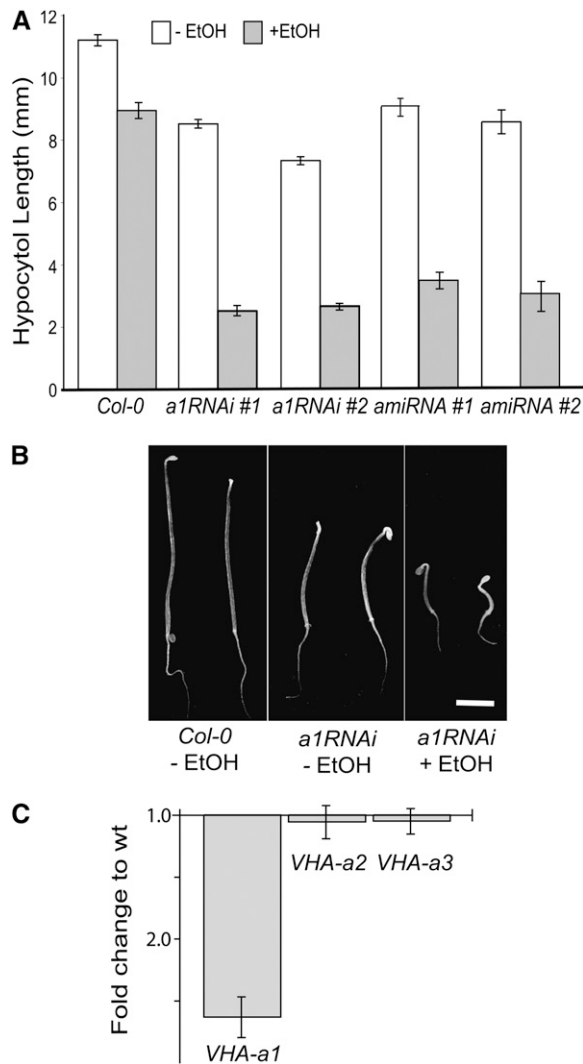 A
Hypocytol Length (mm)
12
10
8
6
4
2
0
- EtOH
+EtOH
Col-0
a1RNAi #1
a1RNAi #2
amiRNA #1
amiRNA #2
B
Col-0
- EtOH
a1RNAi
- EtOH
a1RNAi
+ EtOH
C
Fold change to wt
1.0
2.0
VHA-a1
VHA-a2
VHA-a3